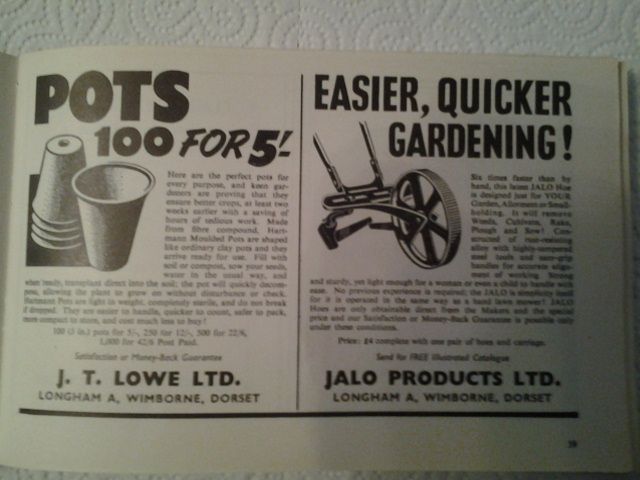 POTS
100 FOR 5/-
Here are the perfect pots for
every purpose, and keen gar-
deners are proving that they
ensure better crops, at least two
weeks earlier with a saving of
hours of tedious work. Made
from fibre compound, Hart-
mann Moulded Pots are shaped
like ordinary clay pots and they
arrive ready for use. Fill with
soil or compost, sow your seeds,
water in the usual way, and
when ready, transplant direct into the soil: the pot will quickly decom-
pose, allowing the plant to grow on without disturbance or check.
Hartmann Pots are light in weight, completely sterile, and do not break
if dropped. They are easier to handle, quicker to count, safer to pack,
more compact to store, and cost much less to buy!
100 (3 in.) pots for 5/-, 250 for 12/-, 500 for 22/6,
1,000 for 42/6 Post Paid.
Satisfaction or Money-Back Guarantee
J. T. LOWE LTD.
LONGHAM A, WIMBORNE, DORSET
EASIER, QUICKER
GARDENING!
Six times faster than by
hand, this latest JALO Hoe
is designed just for YOUR
Garden, Allotment or Small-
holding. It will remove
Weeds, Cultivate, Rake,
Plough and Sow! Con-
structed of rust-resisting
alloy with highly-tempered
steel tools and easy-grip
handles for accurate align-
ment of working. Strong
and sturdy, yet light enough for a woman or even a child to handle with
ease. No previous experience is required; the JALO is simplicity itself
for it is operated in the same way as a hand lawn mower! JALO
Hoes are only obtainable direct from the Makers and the special
price and our Satisfaction or Money-Back Guarantee is possible only
under these conditions.
Price: £4 complete with one pair of hoes and carriage.
Send for FREE Illustrated Catalogue
JALO PRODUCTS LTD.
LONGHAM A, WIMBORNE, DORSET